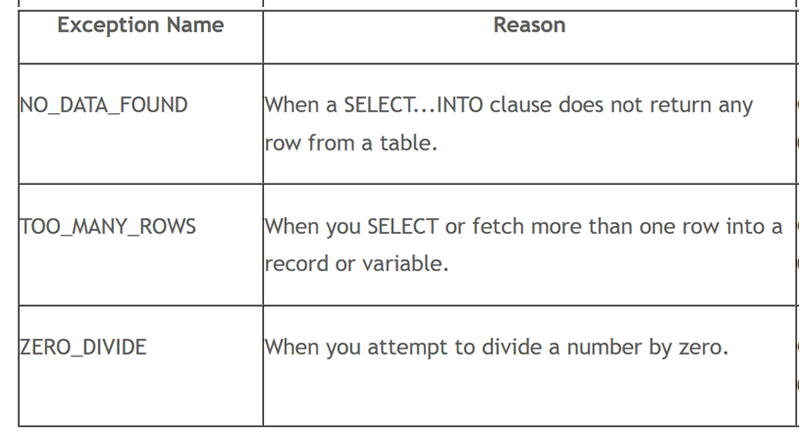 Exception Name Reason
NO_DATA_FOUND When a SELECT...INTO clause does not return any
row from a table.
TOO_MANY_ROWS When you SELECT or fetch more than one row into a
record or variable.
ZERO_DIVIDE When you attempt to divide a number by zero.